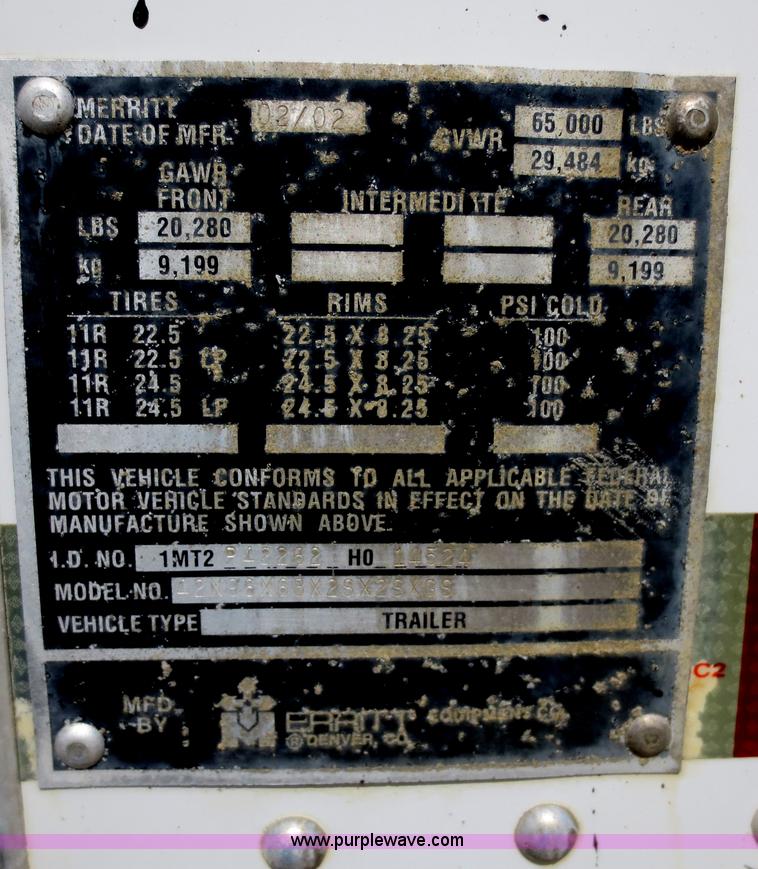 MERRITT
DATE OF MFR. 02/02
GVWR 65,000 LBS
29,484 kg
GAWR
FRONT INTERMEDIATE REAR
LBS 20,280 20,280
kg 9,199 9,199
TIRES RIMS PSI COLD
11R 22.5 22.5 X 8.25 100
11R 22.5 LP 22.5 X 8.25 100
11R 24.5 24.5 X 8.25 100
11R 24.5 LP 24.5 X 8.25 100
THIS VEHICLE CONFORMS TO ALL APPLICABLE FEDERAL
MOTOR VEHICLE STANDARDS IN EFFECT ON THE DATE OF
MANUFACTURE SHOWN ABOVE.
I.D. NO. 1MT2 H0
MODEL NO.
VEHICLE TYPE TRAILER
C2
MFD.
BY
MERRITT EQUIPMENT CO.
® DENVER, CO.
www.purplewave.com